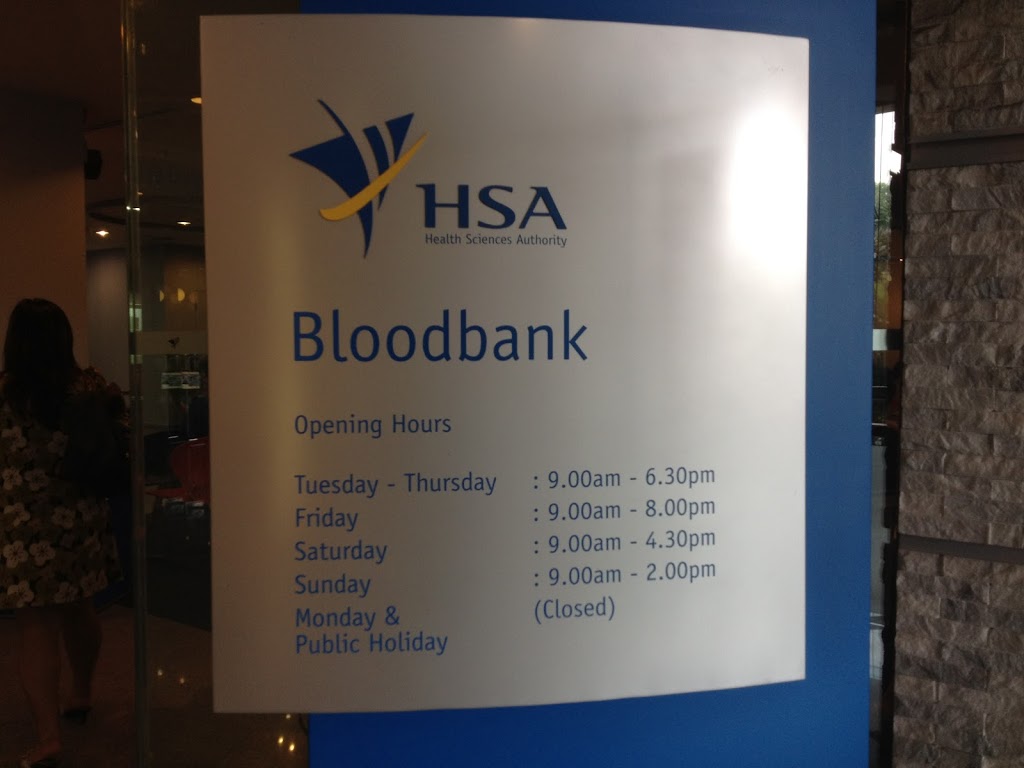 HSA
Health Sciences Authority
Bloodbank
Opening Hours
Tuesday - Thursday : 9.00am - 6.30pm
Friday : 9.00am - 8.00pm
Saturday : 9.00am - 4.30pm
Sunday : 9.00am - 2.00pm
Monday & (Closed)
Public Holiday